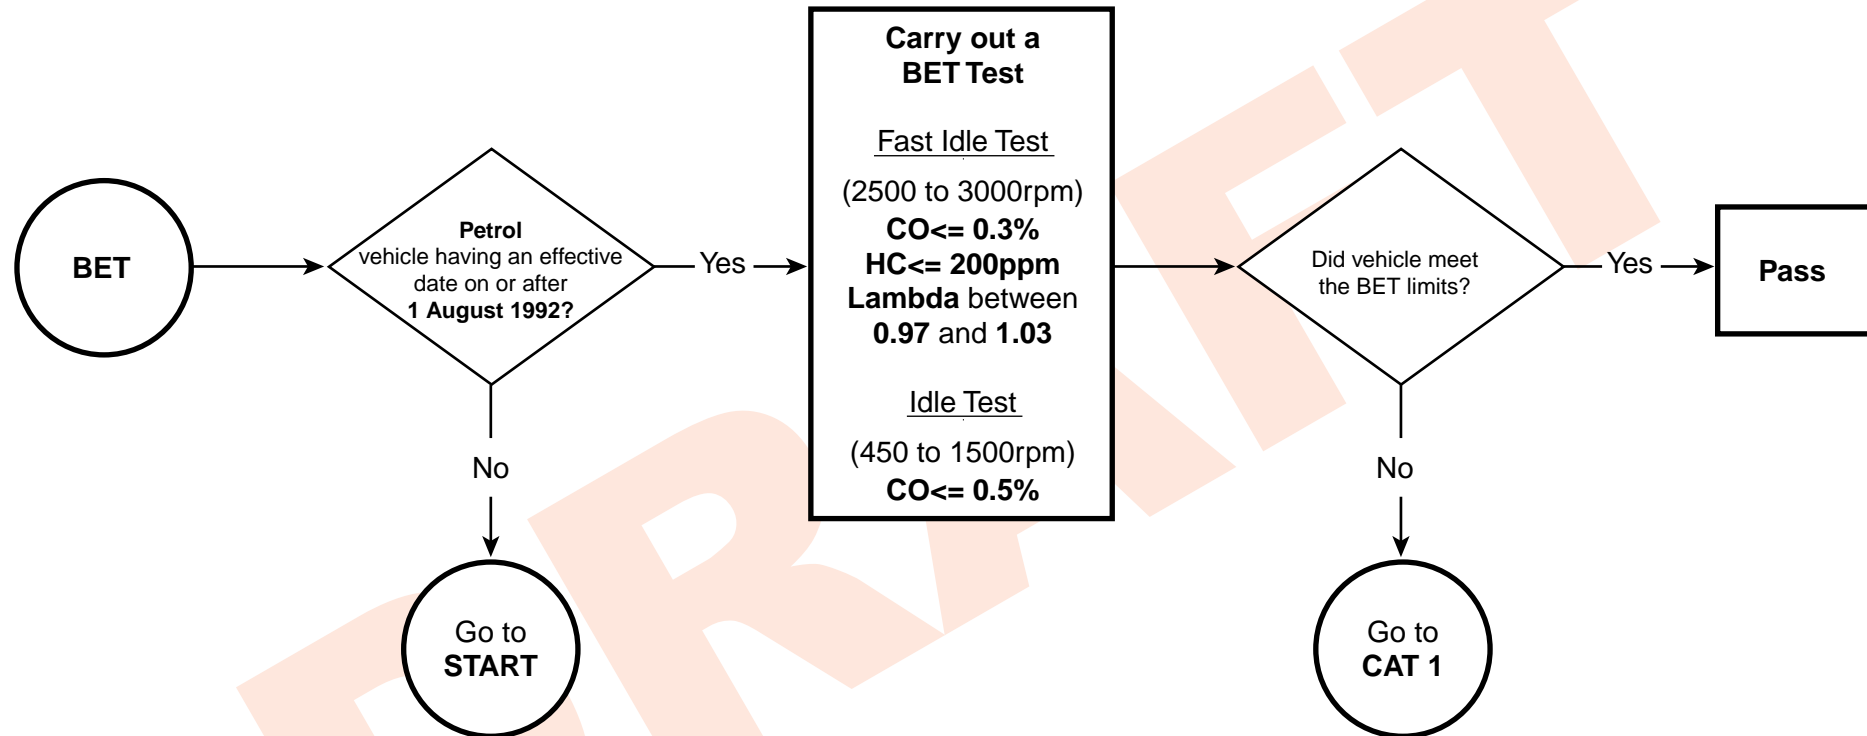 BET
Petrol
vehicle having an effective
date on or after
1 August 1992?
Yes
No
Go to
START
Carry out a
BET Test
Fast Idle Test
(2500 to 3000rpm)
CO<= 0.3%
HC<= 200ppm
Lambda between
0.97 and 1.03
Idle Test
(450 to 1500rpm)
CO<= 0.5%
Did vehicle meet
the BET limits?
Yes
Pass
No
Go to
CAT 1
DRAFT